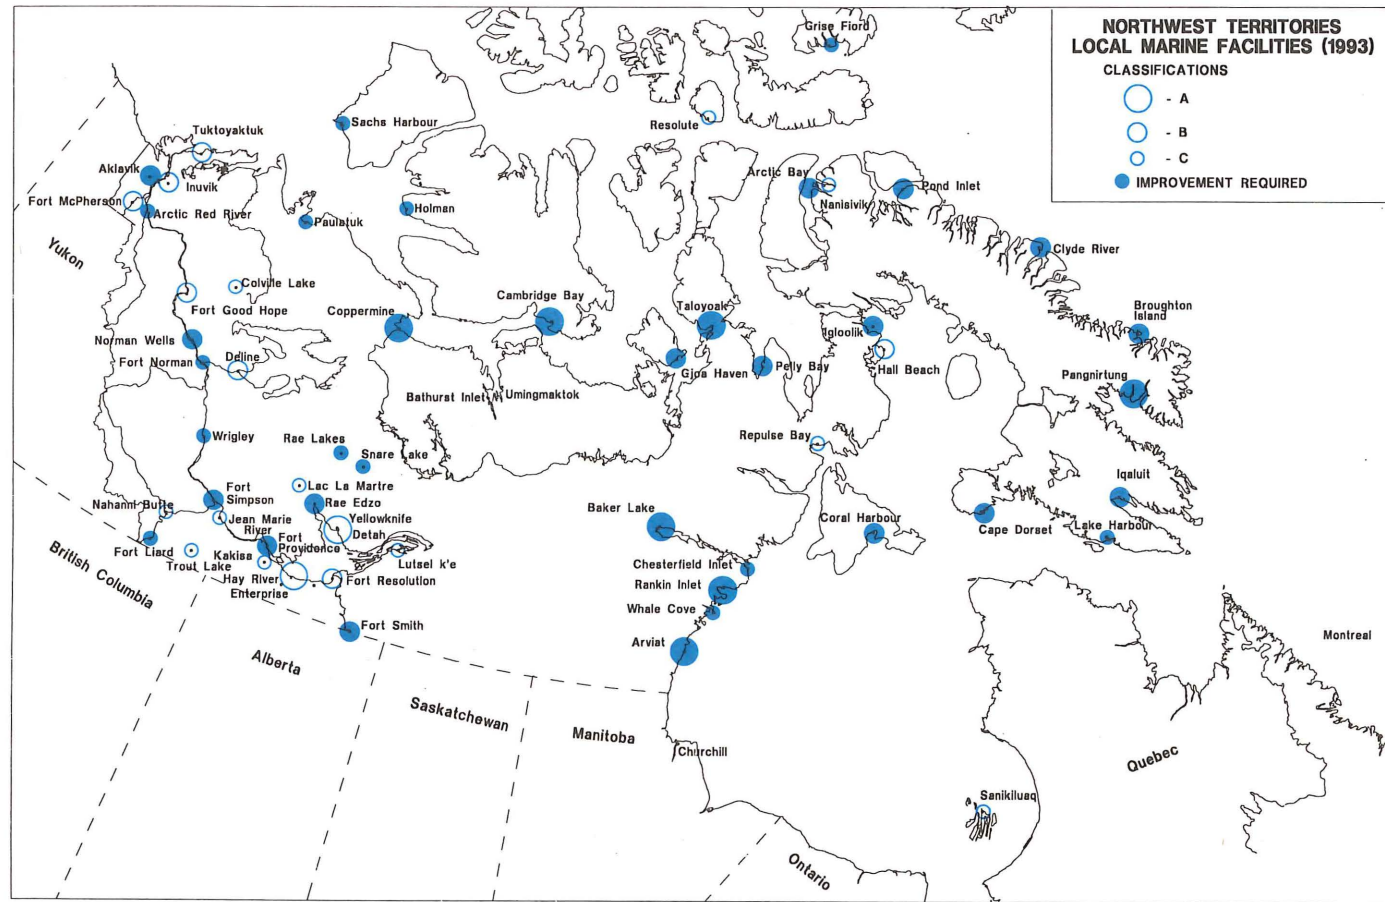 NORTHWEST TERRITORIES
LOCAL MARINE FACILITIES (1993)
CLASSIFICATIONS
- A
- B
- C
IMPROVEMENT REQUIRED
Grise Fiord
Sachs Harbour
Resolute
Tuktoyaktuk
Aklavik
Inuvik
Fort McPherson
Arctic Red River
Paulatuk
Holman
Arctic Bay
Nanisivik
Pond Inlet
Clyde River
Yukon
Colville Lake
Fort Good Hope
Coppermine
Cambridge Bay
Taloyoak
Igloolik
Broughton
Island
Norman Wells
Fort Norman
Deline
Gjoa Haven
Pelly Bay
Hall Beach
Pangnirtung
Bathurst Inlet
Umingmaktok
Wrigley
Rae Lakes
Snare Lake
Repulse Bay
Lac La Martre
Fort
Simpson
Rae Edzo
Nahanni Butte
Jean Marie
River
Yellowknife
Detah
Baker Lake
Coral Harbour
Iqaluit
Cape Dorset
Lake Harbour
Fort Liard
Fort
Providence
Trout Lake
Kakisa
Lutsel k'e
Hay River
Enterprise
Fort Resolution
Chesterfield Inlet
Rankin Inlet
Whale Cove
British Columbia
Fort Smith
Arviat
Montreal
Alberta
Saskatchewan
Manitoba
Churchill
Quebec
Sanikiluaq
Ontario